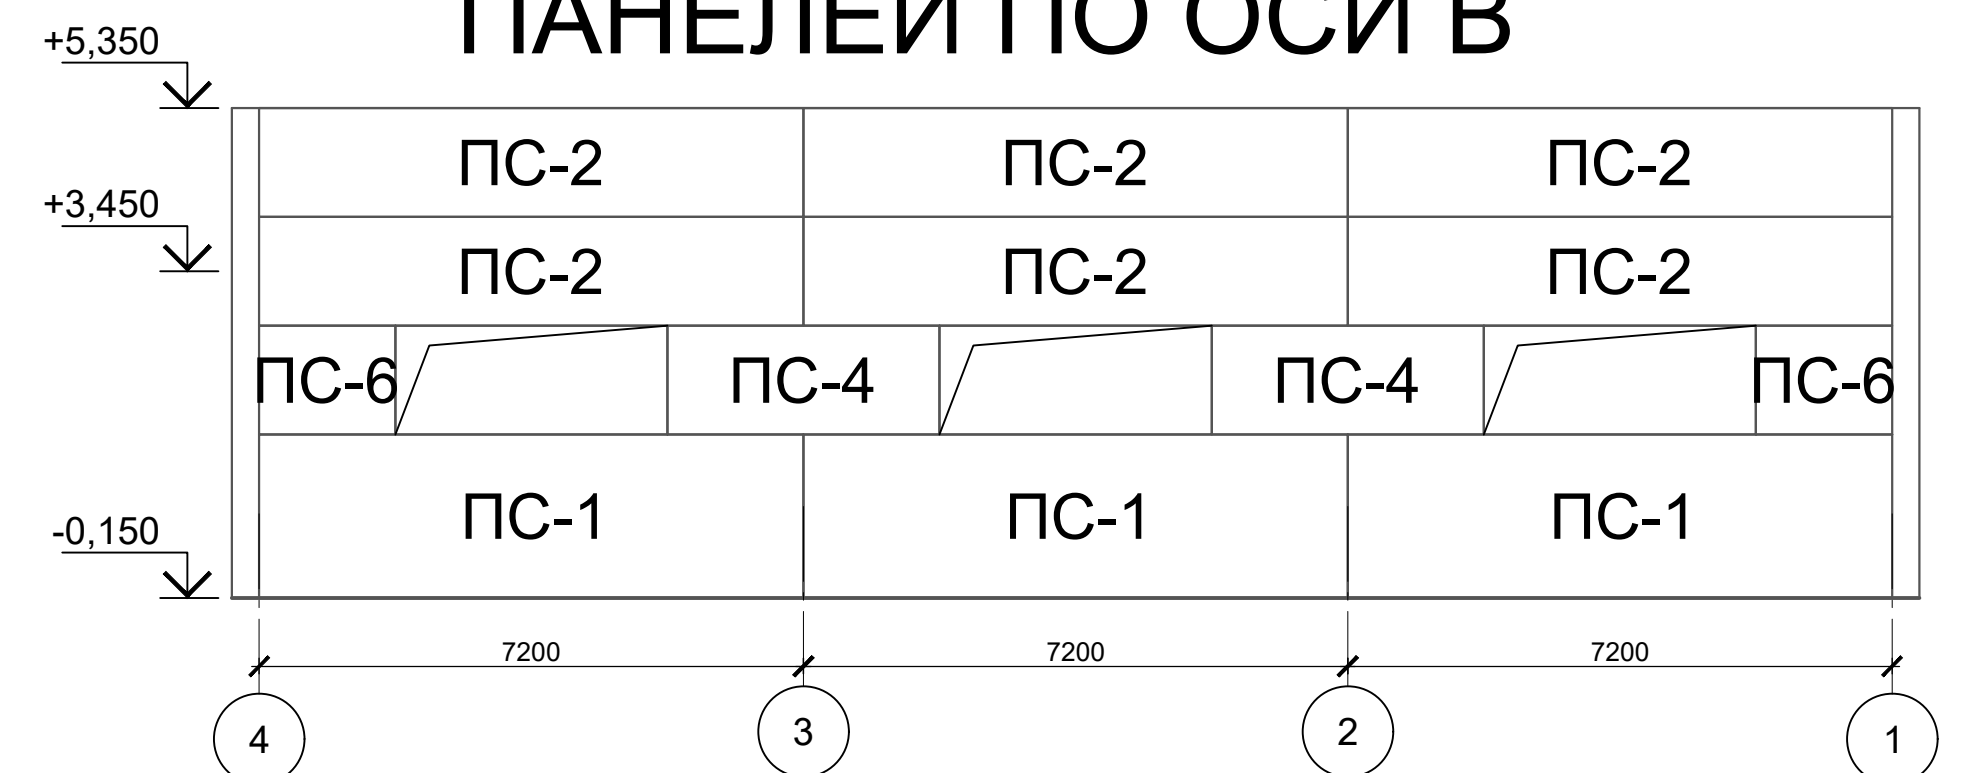 ПАНЕЛЕЙ ПО ОСИ В
+5,350
ПС-2 ПС-2 ПС-2
+3,450
ПС-2 ПС-2 ПС-2
ПС-6 ПС-4 ПС-4 ПС-6
ПС-1 ПС-1 ПС-1
-0,150
7200 7200 7200
4 3 2 1